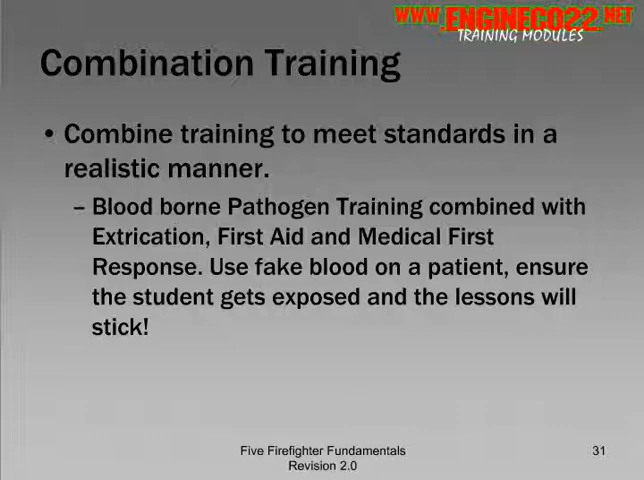 WWW.ENGINECO22.NET
TRAINING MODULES
Combination Training
• Combine training to meet standards in a
realistic manner.
– Blood borne Pathogen Training combined with
Extrication, First Aid and Medical First
Response. Use fake blood on a patient, ensure
the student gets exposed and the lessons will
stick!
Five Firefighter Fundamentals
Revision 2.0
31